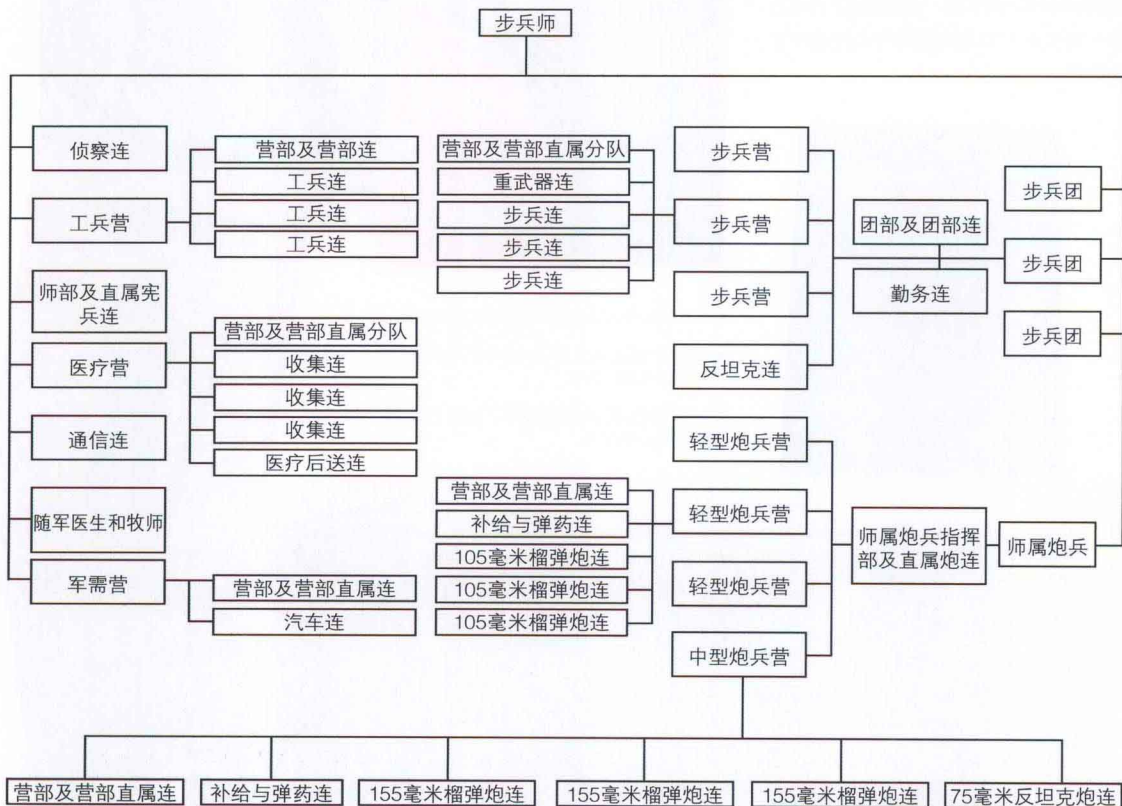 步兵师
侦察连
工兵营
师部及直属宪
兵连
医疗营
通信连
随军医生和牧师
军需营
营部及营部连
工兵连
工兵连
工兵连
营部及营部直属分队
收集连
收集连
收集连
医疗后送连
营部及营部直属连
汽车连
营部及营部直属分队
重武器连
步兵连
步兵连
步兵连
营部及营部直属连
补给与弹药连
105毫米榴弹炮连
105毫米榴弹炮连
105毫米榴弹炮连
步兵营
步兵营
步兵营
反坦克连
轻型炮兵营
轻型炮兵营
轻型炮兵营
中型炮兵营
团部及团部连
勤务连
师属炮兵指挥
部及直属炮连
步兵团
步兵团
步兵团
师属炮兵
营部及营部直属连
补给与弹药连
155毫米榴弹炮连
155毫米榴弹炮连
155毫米榴弹炮连
75毫米反坦克炮连